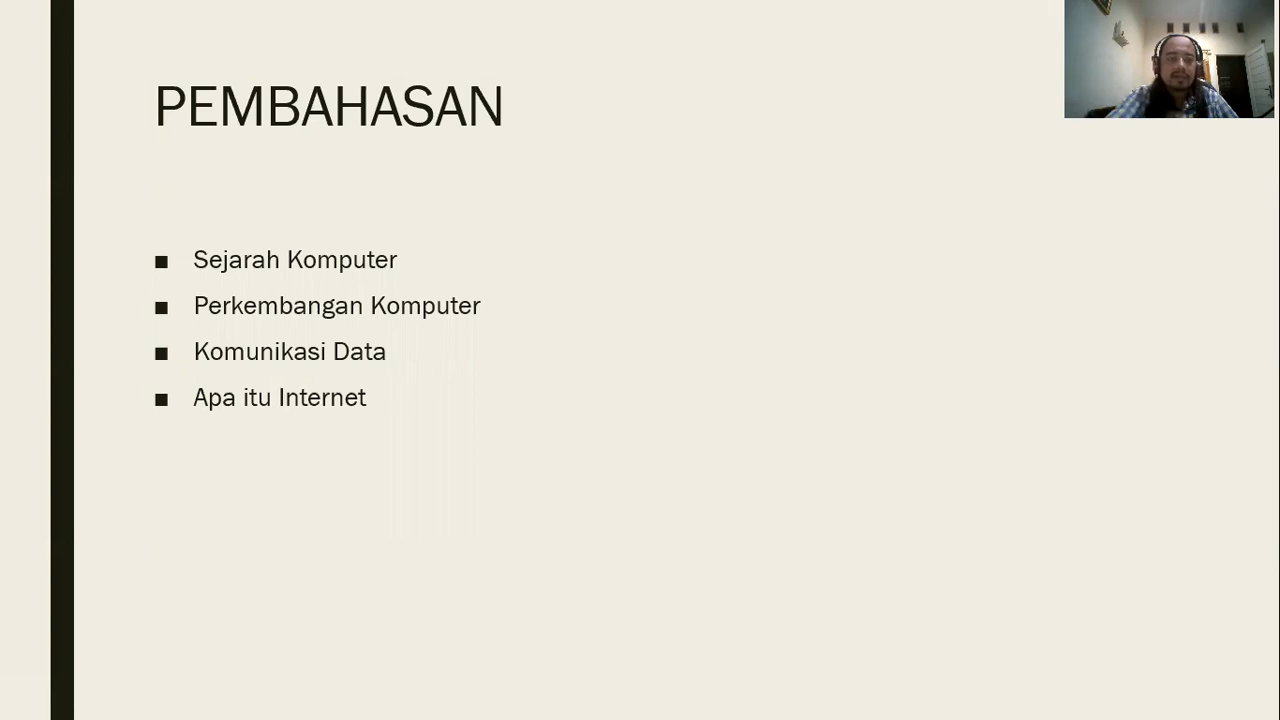 PEMBAHASAN
Sejarah Komputer
Perkembangan Komputer
Komunikasi Data
Apa itu Internet